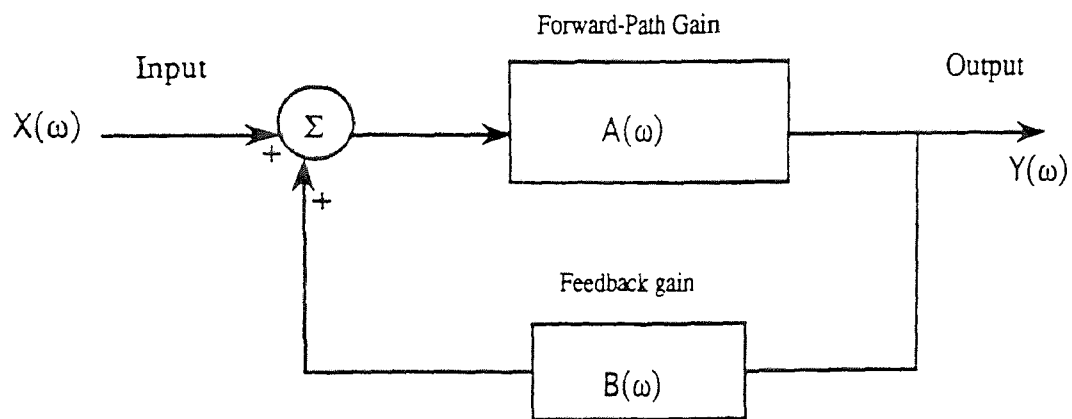 Forward-Path Gain
Input
Output
X(ω)
Σ
A(ω)
+
Y(ω)
+
Feedback gain
B(ω)